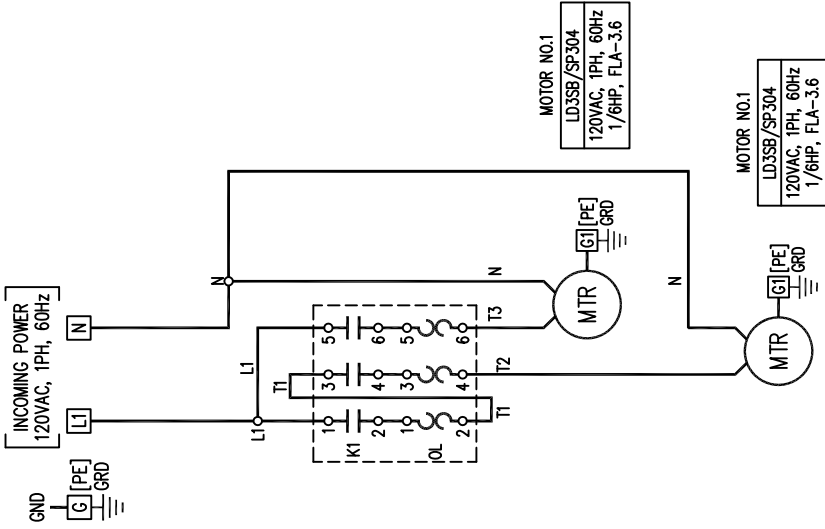 INCOMING POWER
120VAC, 1PH, 60Hz
GND
G
[PE]
GRD
L1
N
N
L1
L1
T1
5
3
1
K1
6
4
2
5
3
1
OL
6
4
2
T3
T2
T1
N
MTR
G1
[PE]
GRD
MOTOR NO.1
LD3SB/SP304
120VAC, 1PH, 60Hz
1/6HP, FLA-3.6
N
MTR
G1
[PE]
GRD
MOTOR NO.1
LD3SB/SP304
120VAC, 1PH, 60Hz
1/6HP, FLA-3.6